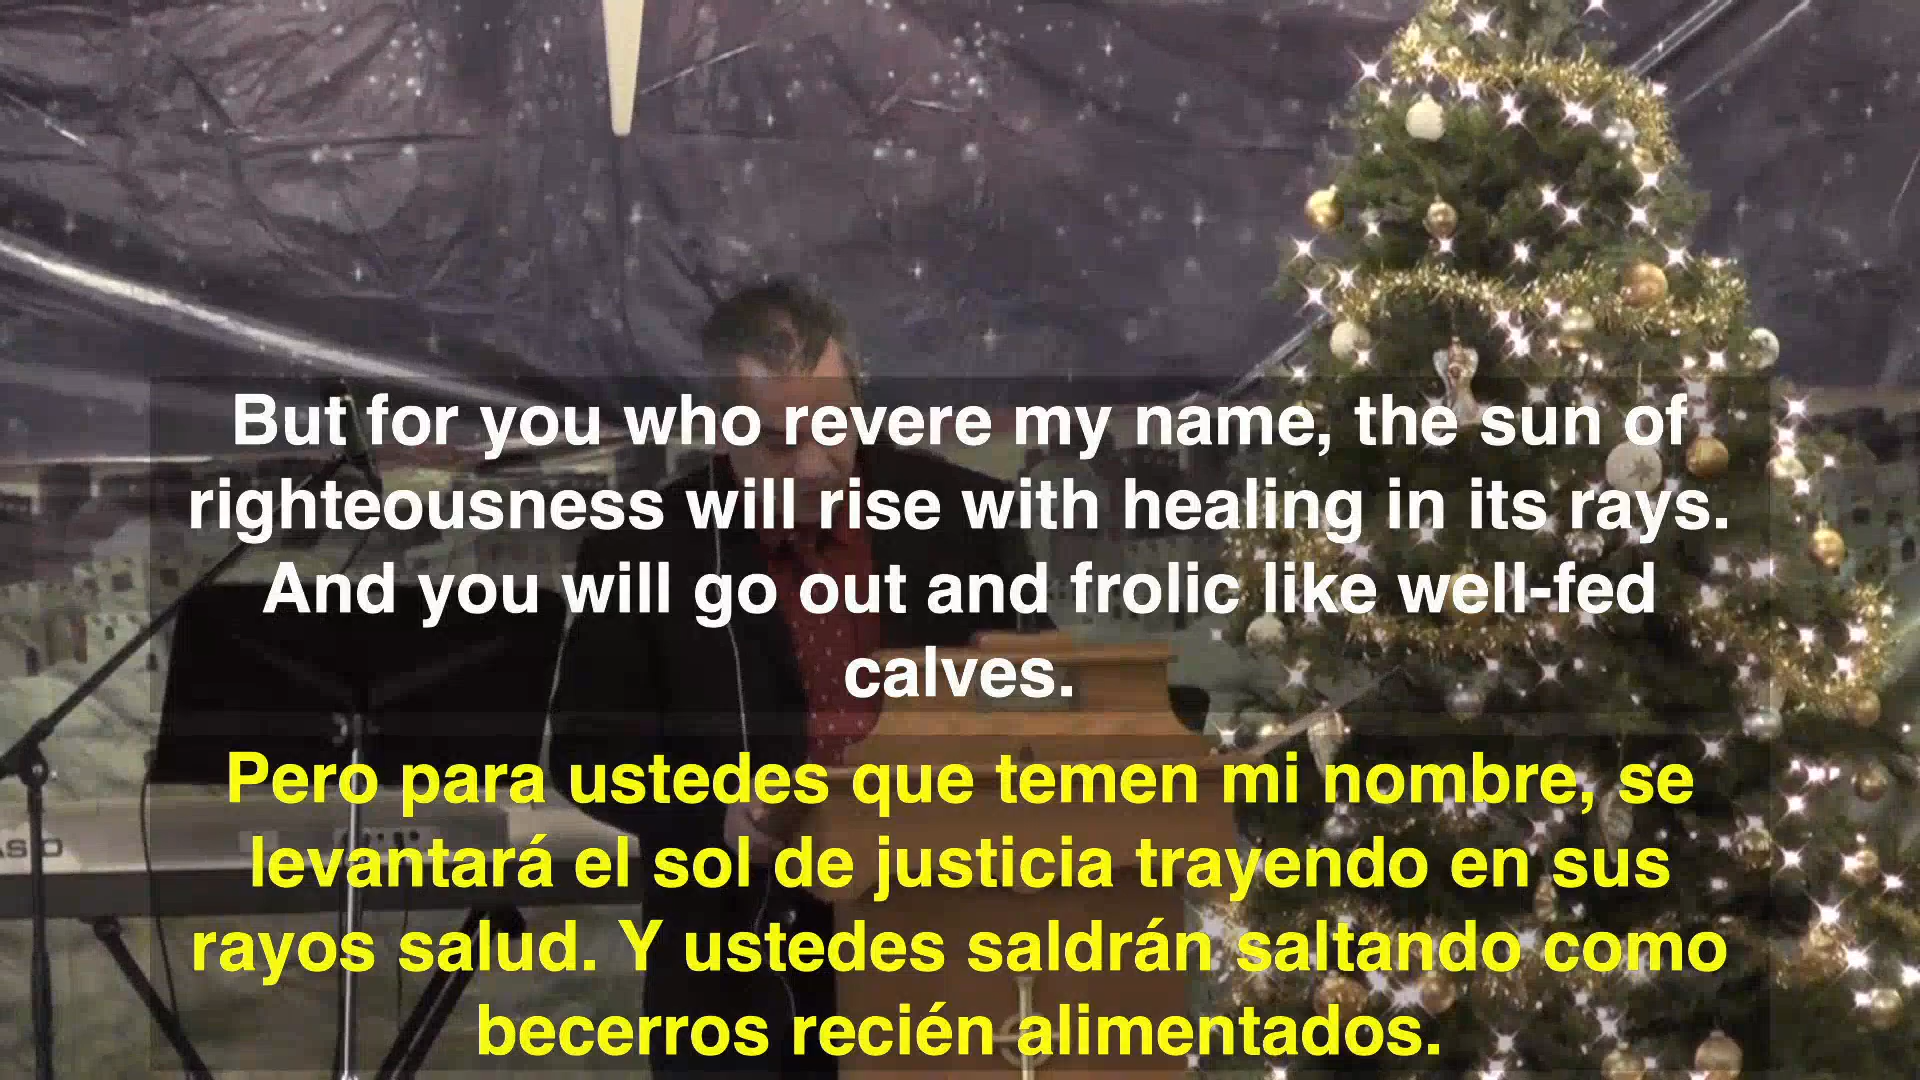 But for you who revere my name, the sun of
righteousness will rise with healing in its rays.
And you will go out and frolic like well-fed
calves.
Pero para ustedes que temen mi nombre, se
levantará el sol de justicia trayendo en sus
rayos salud. Y ustedes saldrán saltando como
becerros recién alimentados.